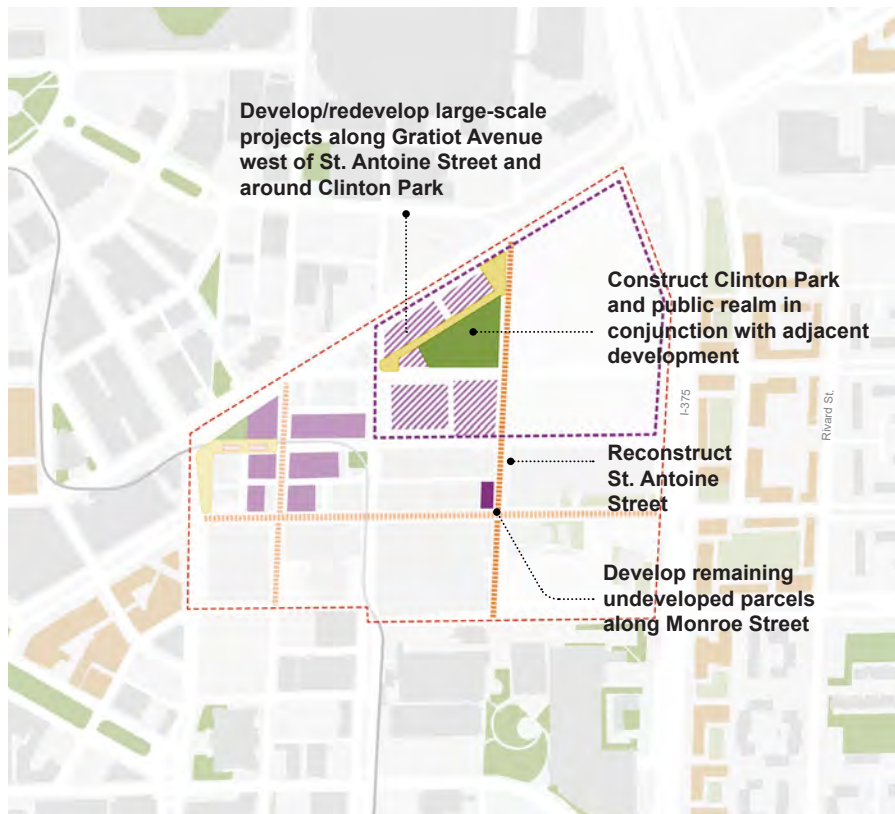 Develop/redevelop large-scale
projects along Gratiot Avenue
west of St. Antoine Street and
around Clinton Park
Construct Clinton Park
and public realm in
conjunction with adjacent
development
I-375
Rivard St.
Reconstruct
St. Antoine
Street
Develop remaining
undeveloped parcels
along Monroe Street